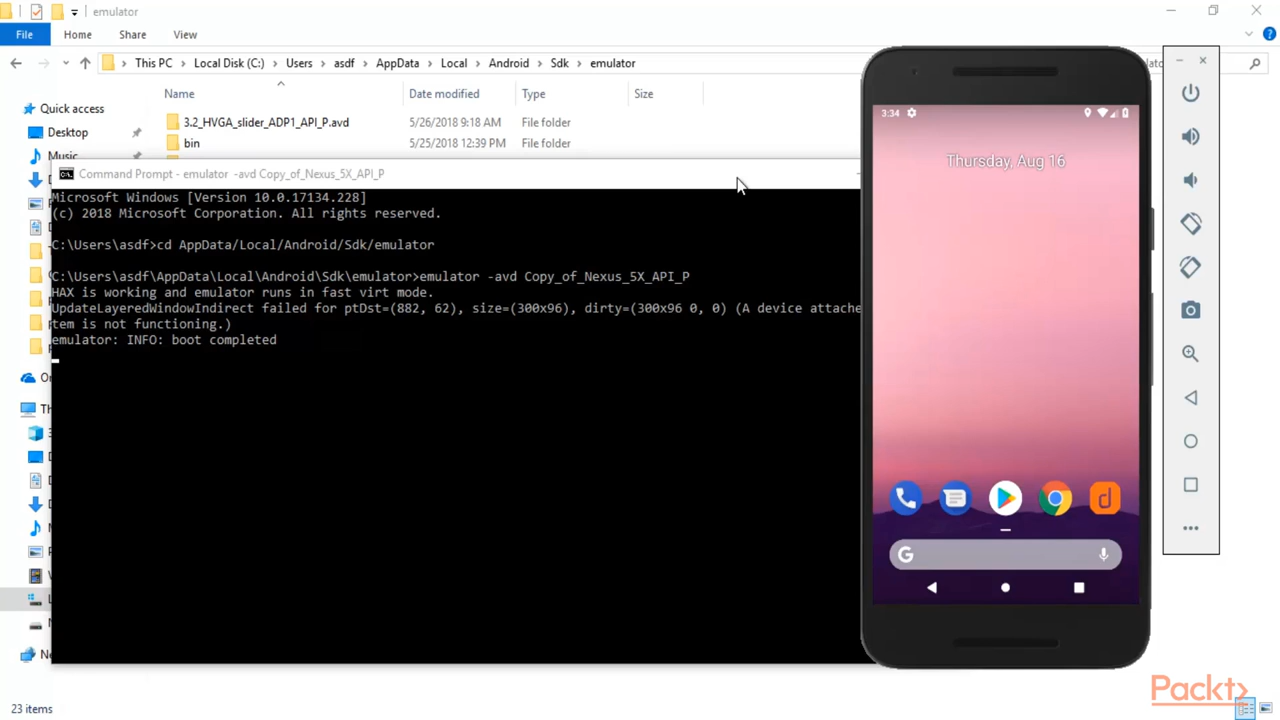 emulator
File Home Share View
This PC Local Disk (C:) Users asdf AppData Local Android Sdk emulator
Name Date modified Type Size
Quick access
3.2_HVGA_slider_ADP1_API_P.avd 5/26/2018 9:18 AM File folder
Desktop
bin 5/25/2018 12:39 PM File folder
Music
Command Prompt - emulator -avd Copy_of_Nexus_5X_API_P
Microsoft Windows [Version 10.0.17134.228]
(c) 2018 Microsoft Corporation. All rights reserved.
C:\Users\asdf>cd AppData/Local/Android/Sdk/emulator
C:\Users\asdf\AppData\Local\Android\Sdk\emulator>emulator -avd Copy_of_Nexus_5X_API_P
HAX is working and emulator runs in fast virt mode.
UpdateLayeredWindowIndirect failed for ptDst=(882, 62), size=(300x96), dirty=(300x96 0, 0) (A device attache
tem is not functioning.)
emulator: INFO: boot completed
3:34
Thursday, Aug 16
23 items
Packt